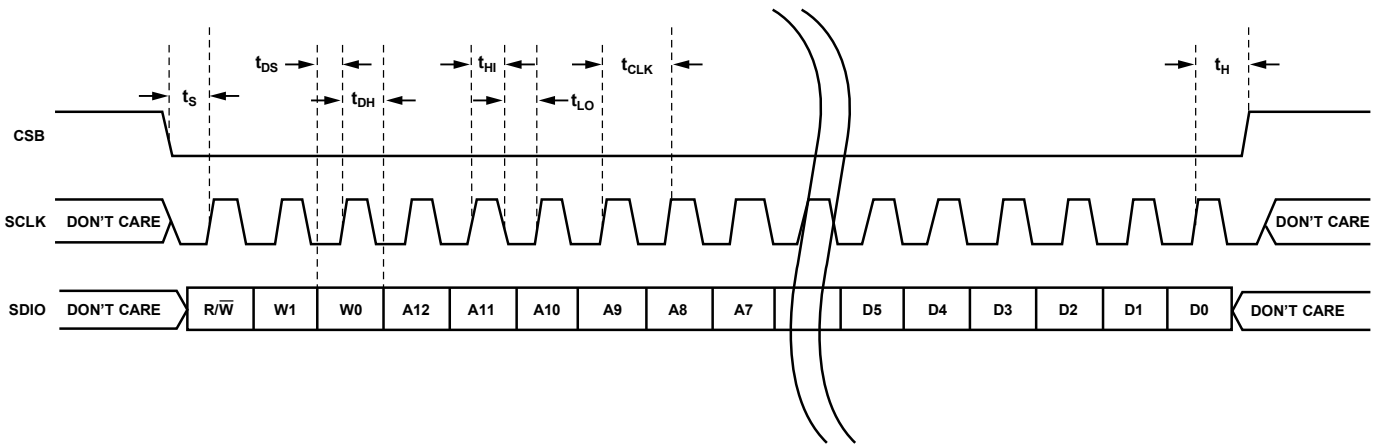 tDS
tHI
tCLK
tH
tS
tDH
tLO
CSB
SCLK DON'T CARE DON'T CARE
SDIO DON'T CARE R/W̅ W1 W0 A12 A11 A10 A9 A8 A7 D5 D4 D3 D2 D1 D0 DON'T CARE